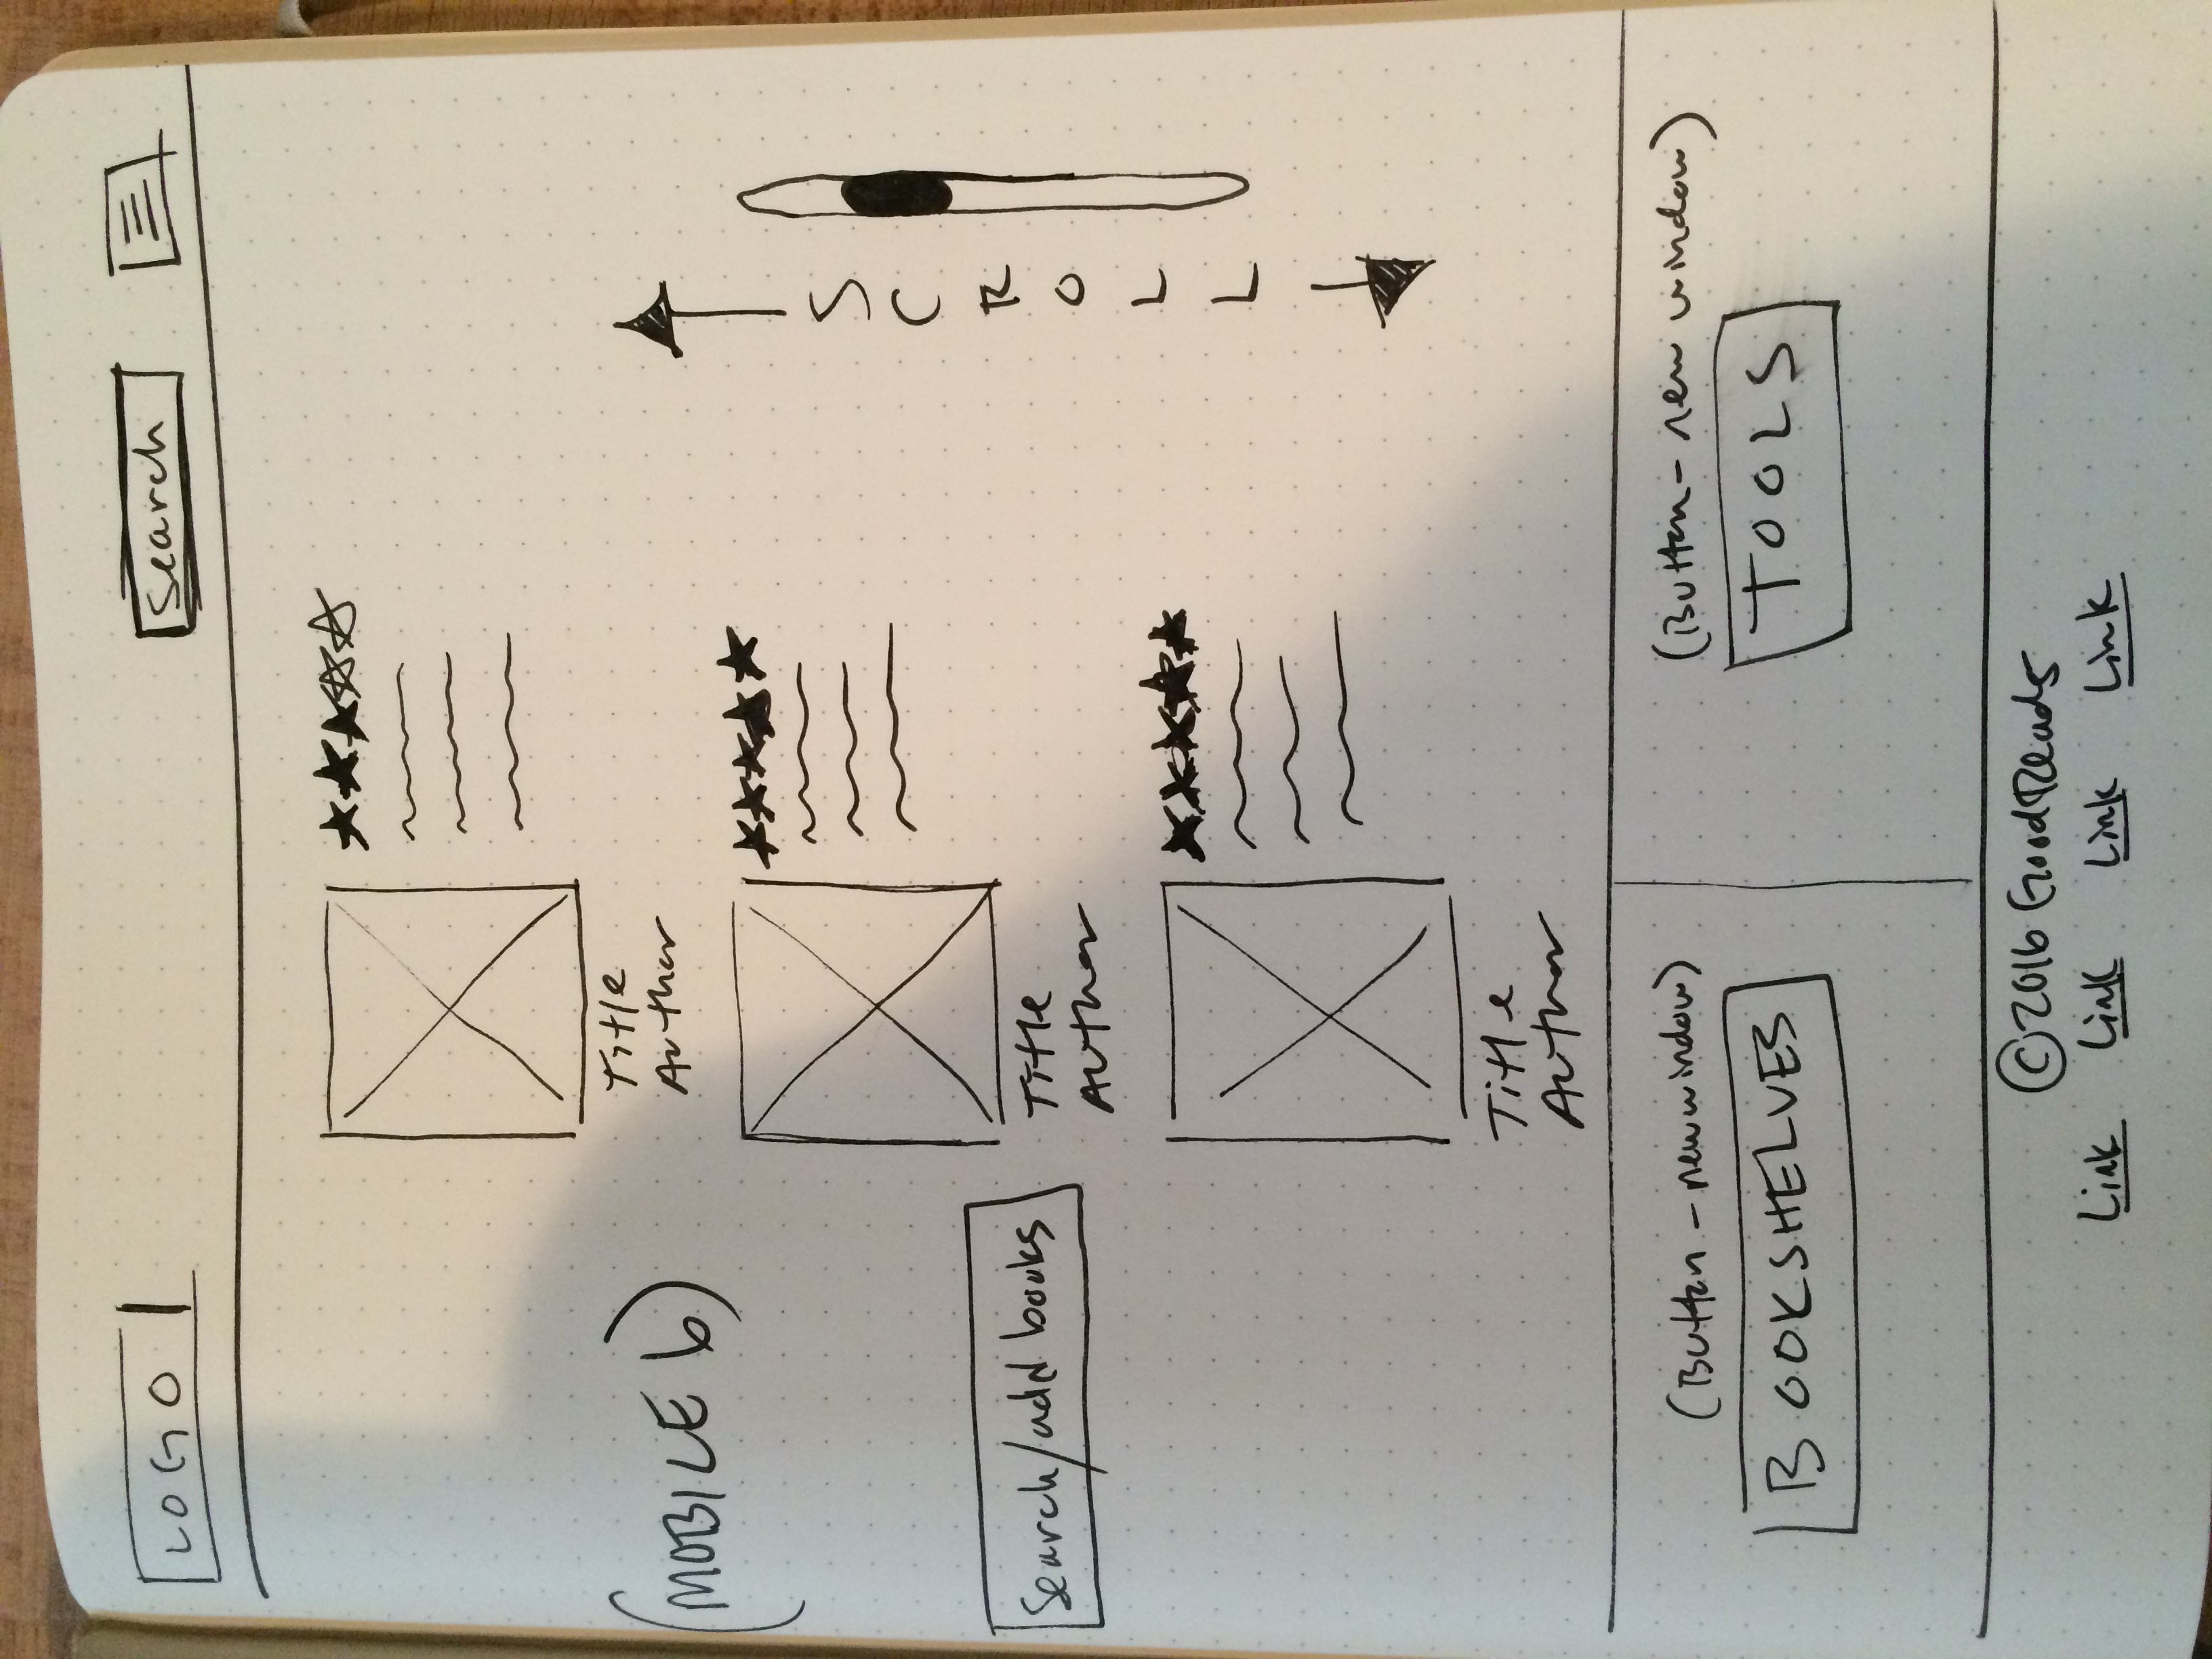 LOGO
Search
Title
Author
(MOBILE 6)
Title
Author
Search/add books
SCROLL
Title
Author
(Button - new window)
(Button - new window)
BOOKSHELVES
TOOLS
©2016 GoodReads
Link Link Link Link